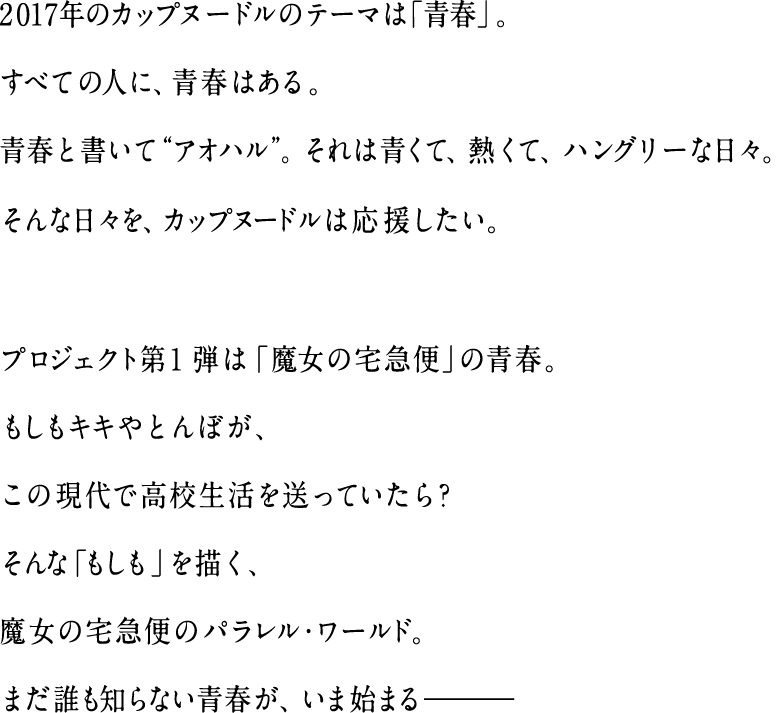 2017年のカップヌードルのテーマは「青春」。
すべての人に、青春はある。
青春と書いて“アオハル”。それは青くて、熱くて、ハングリーな日々。
そんな日々を、カップヌードルは応援したい。
プロジェクト第1弾は「魔女の宅急便」の青春。
もしもキキやとんぼが、
この現代で高校生活を送っていたら?
そんな「もしも」を描く、
魔女の宅急便のパラレル・ワールド。
まだ誰も知らない青春が、いま始まる―――